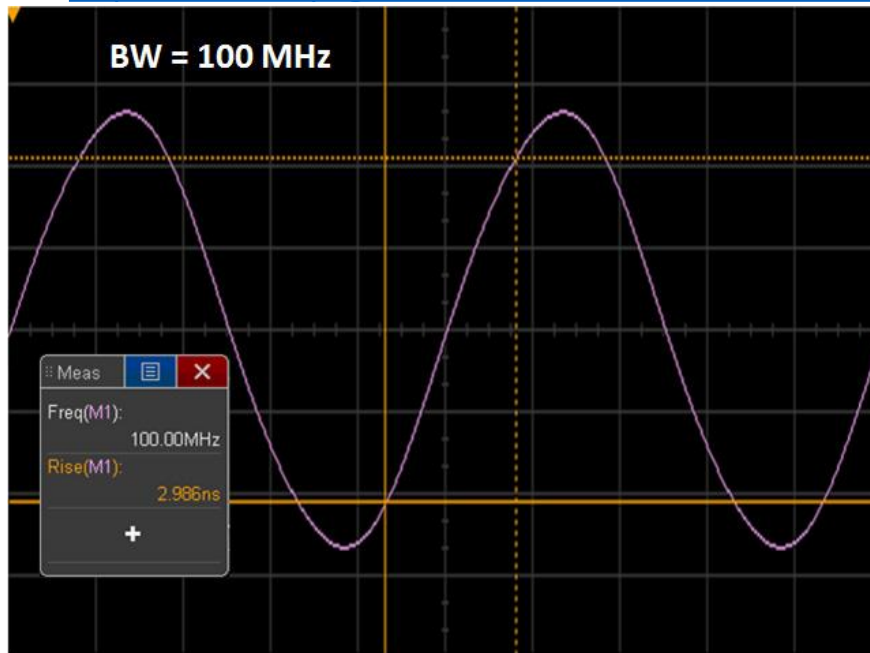 BW = 100 MHz
Meas
Freq(M1):
100.00MHz
Rise(M1):
2.986ns
+